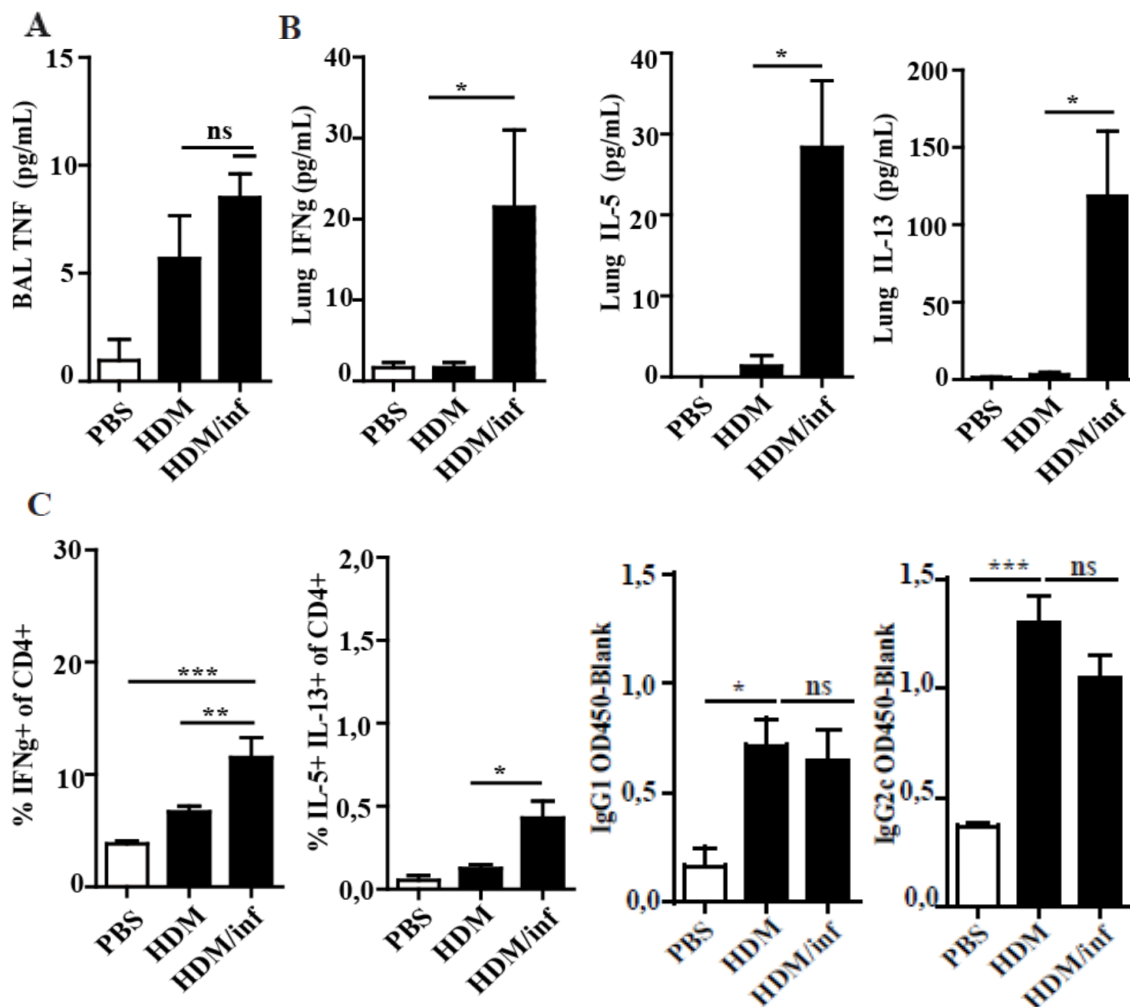 A
BAL TNF (pg/mL)
15
10
5
0
ns
PBS
HDM
HDM/inf
B
Lung IFNg (pg/mL)
40
30
20
10
0
*
PBS
HDM
HDM/inf
Lung IL-5 (pg/mL)
40
30
20
10
0
*
PBS
HDM
HDM/inf
Lung IL-13 (pg/mL)
200
150
100
50
0
*
PBS
HDM
HDM/inf
C
% IFNg+ of CD4+
30
20
10
0
***
**
PBS
HDM
HDM/inf
% IL-5+ IL-13+ of CD4+
2,0
1,5
1,0
0,5
0,0
*
PBS
HDM
HDM/inf
IgG1 OD450-Blank
1,5
1,0
0,5
0,0
*
ns
PBS
HDM
HDM/inf
IgG2c OD450-Blank
1,5
1,0
0,5
0,0
***
ns
PBS
HDM
HDM/inf